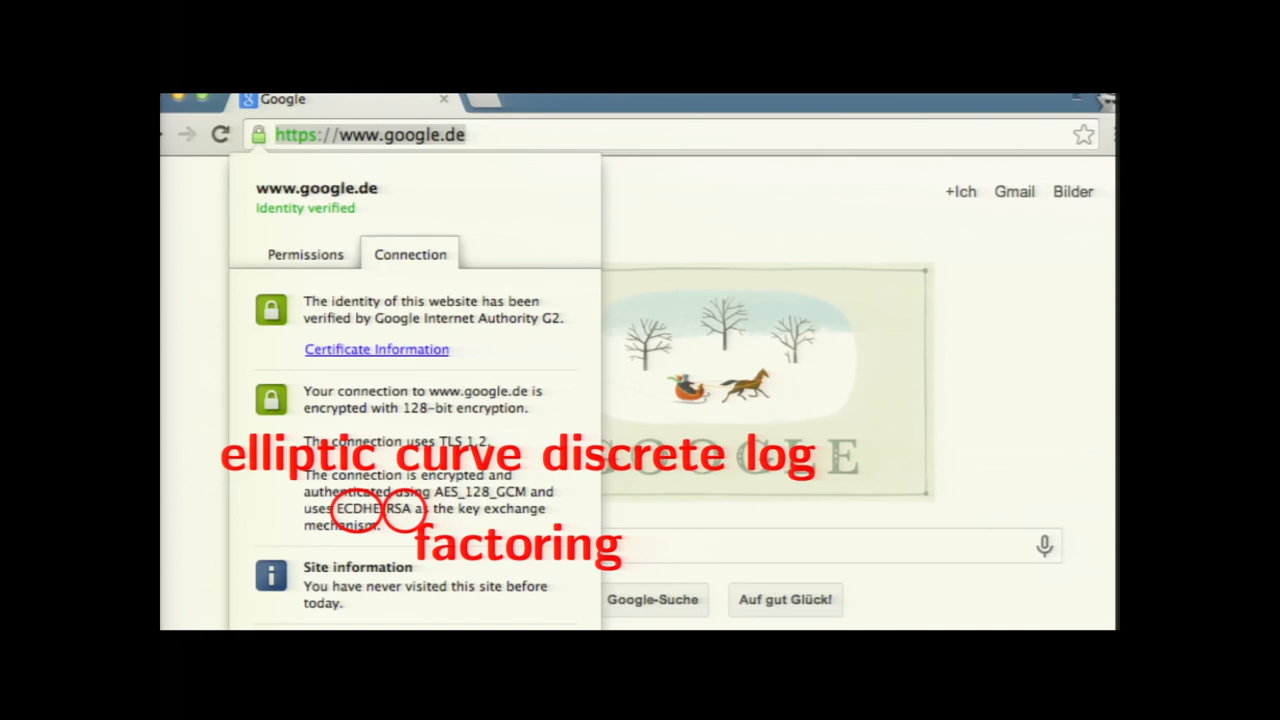 Google
https://www.google.de
www.google.de
Identity verified
+Ich Gmail Bilder
Permissions Connection
The identity of this website has been
verified by Google Internet Authority G2.
Certificate Information
Your connection to www.google.de is
encrypted with 128-bit encryption.
The connection uses TLS 1.2.
elliptic curve discrete log
GOOGLE
The connection is encrypted and
authenticated using AES_128_GCM and
uses ECDHE_RSA as the key exchange
mechanism.
factoring
Site information
You have never visited this site before
today.
Google-Suche Auf gut Glück!